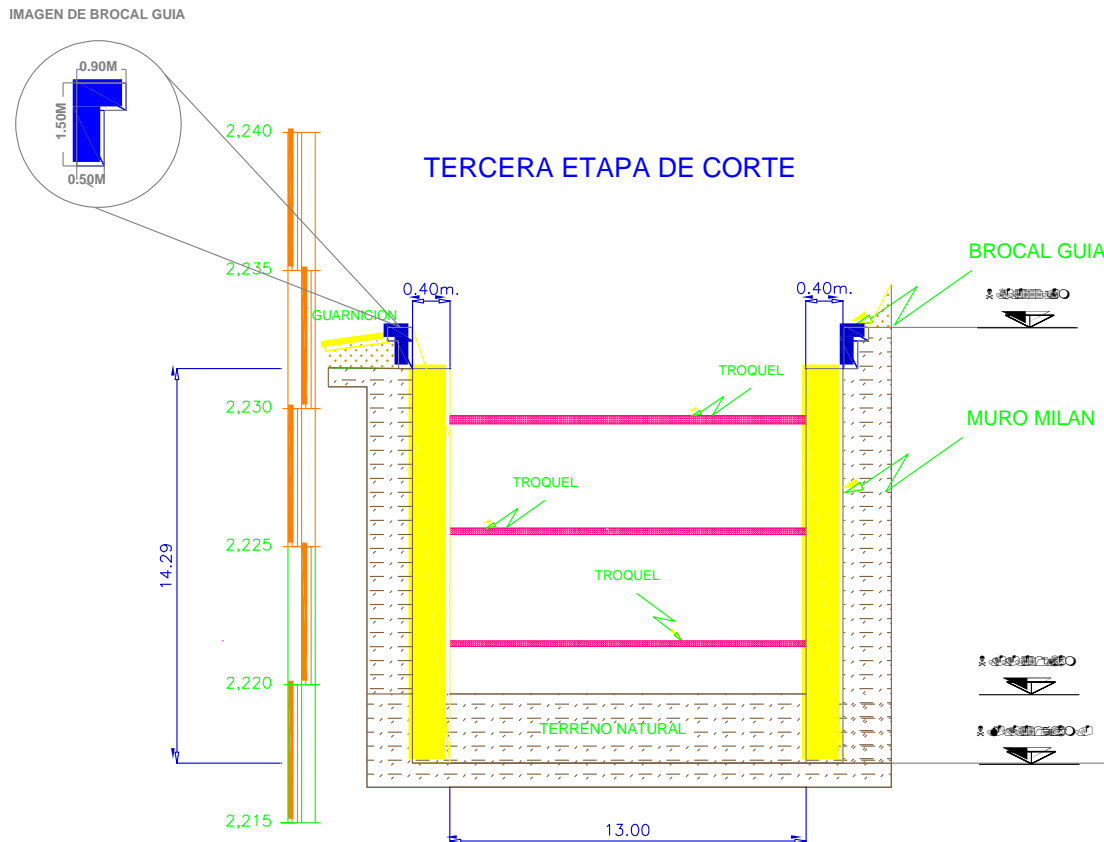 IMAGEN DE BROCAL GUIA
0.90M
1.50M
0.50M
2,240
TERCERA ETAPA DE CORTE
2,235
BROCAL GUIA
0.40m.
0.40m.
GUARNICION
TROQUEL
2,230
MURO MILAN
TROQUEL
2,225
14.29
TROQUEL
2,220
TERRENO NATURAL
2,215
13.00